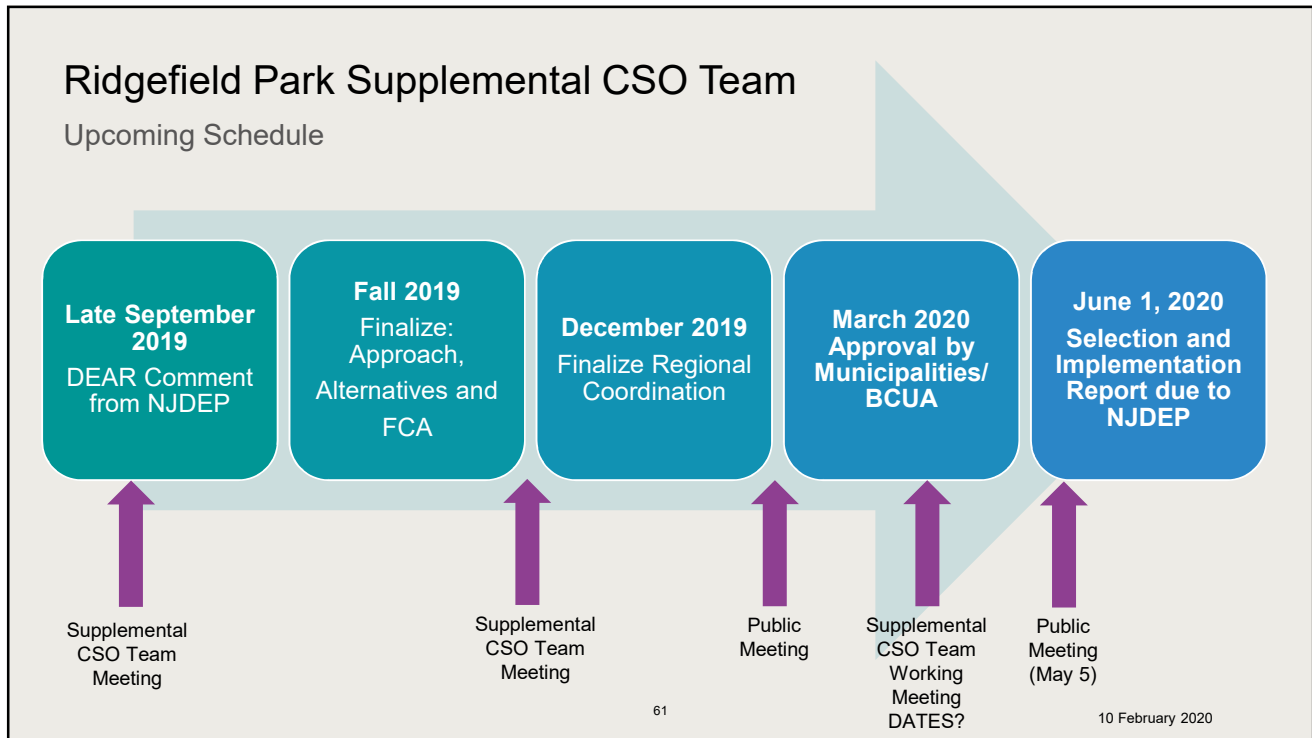 Ridgefield Park Supplemental CSO Team
Upcoming Schedule
Late September
2019
DEAR Comment
from NJDEP
Fall 2019
Finalize:
Approach,
Alternatives and
FCA
December 2019
Finalize Regional
Coordination
March 2020
Approval by
Municipalities/
BCUA
June 1, 2020
Selection and
Implementation
Report due to
NJDEP
Supplemental
CSO Team
Meeting
Supplemental
CSO Team
Meeting
Public
Meeting
Supplemental
CSO Team
Working
Meeting
DATES?
Public
Meeting
(May 5)
61
10 February 2020